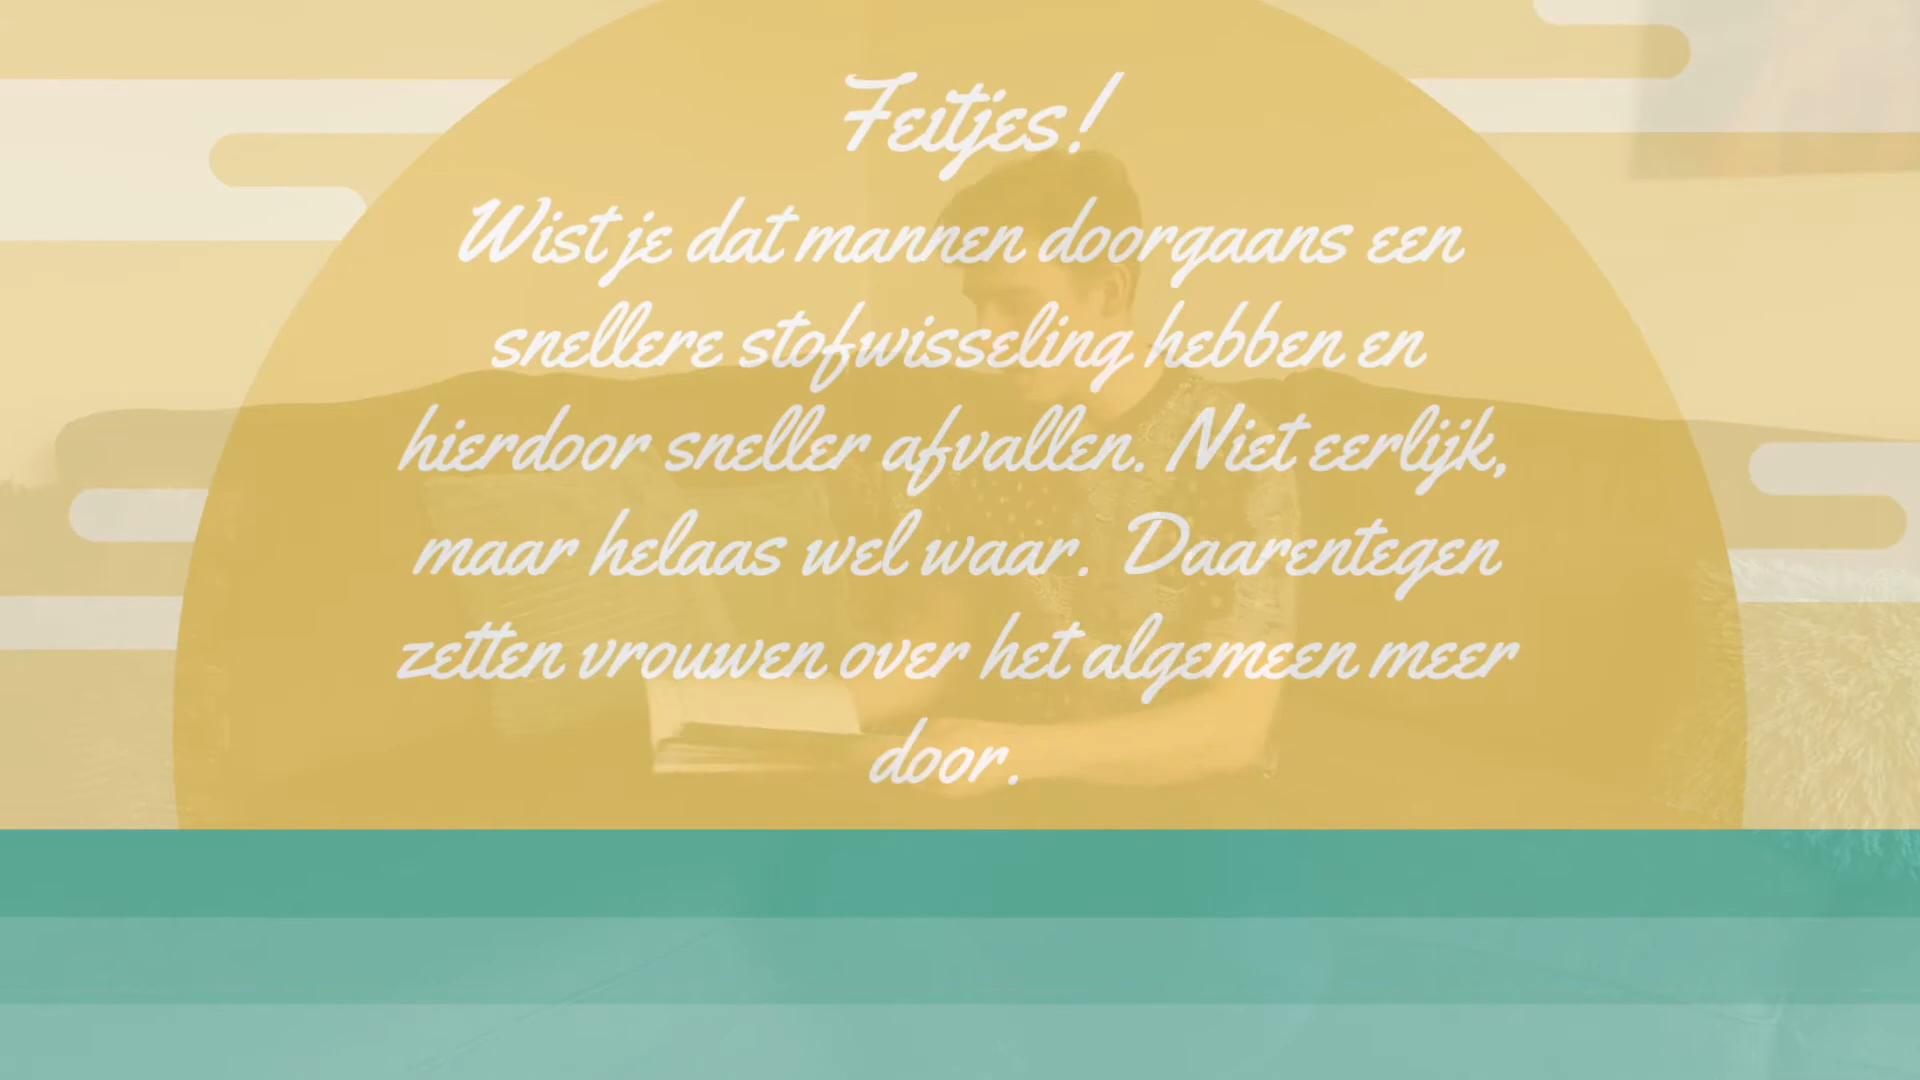 Feitjes!
Wist je dat mannen doorgaans een
snellere stofwisseling hebben en
hierdoor sneller afvallen. Niet eerlijk,
maar helaas wel waar. Daarentegen
zetten vrouwen over het algemeen meer
door.